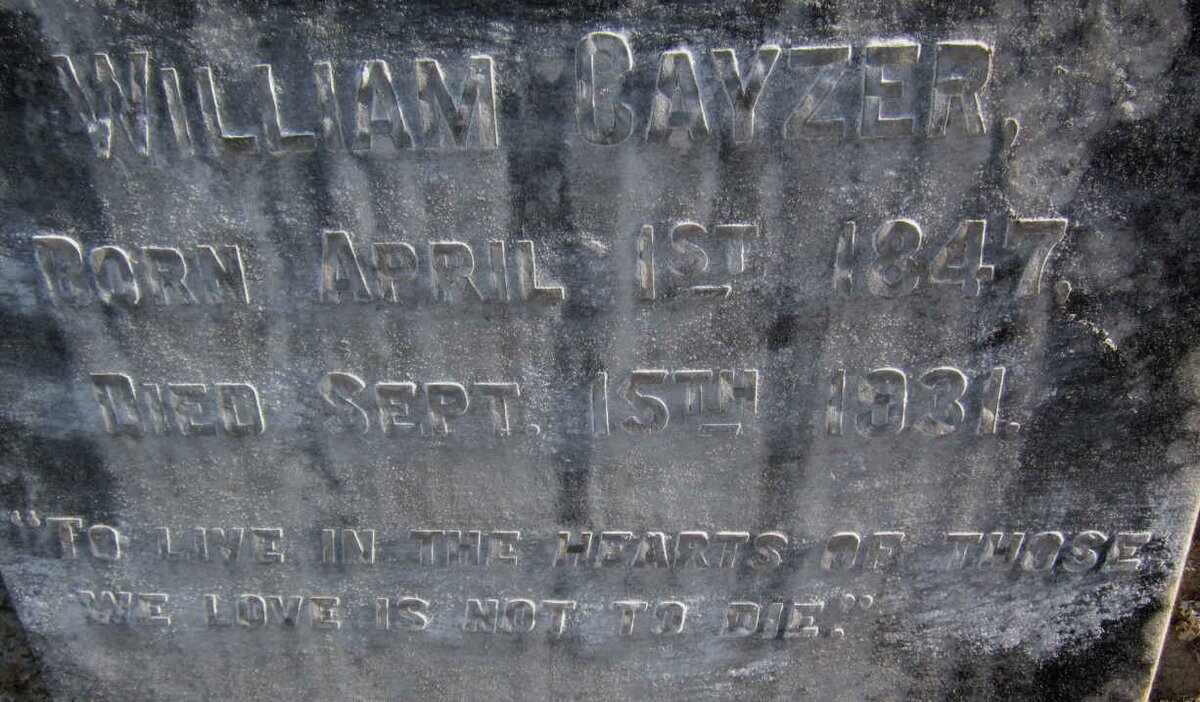 WILLIAM CAYZER,
BORN APRIL 1ST. 1847,
DIED SEPT. 15TH 1931.
"TO LIVE IN THE HEARTS OF THOSE
WE LOVE IS NOT TO DIE."